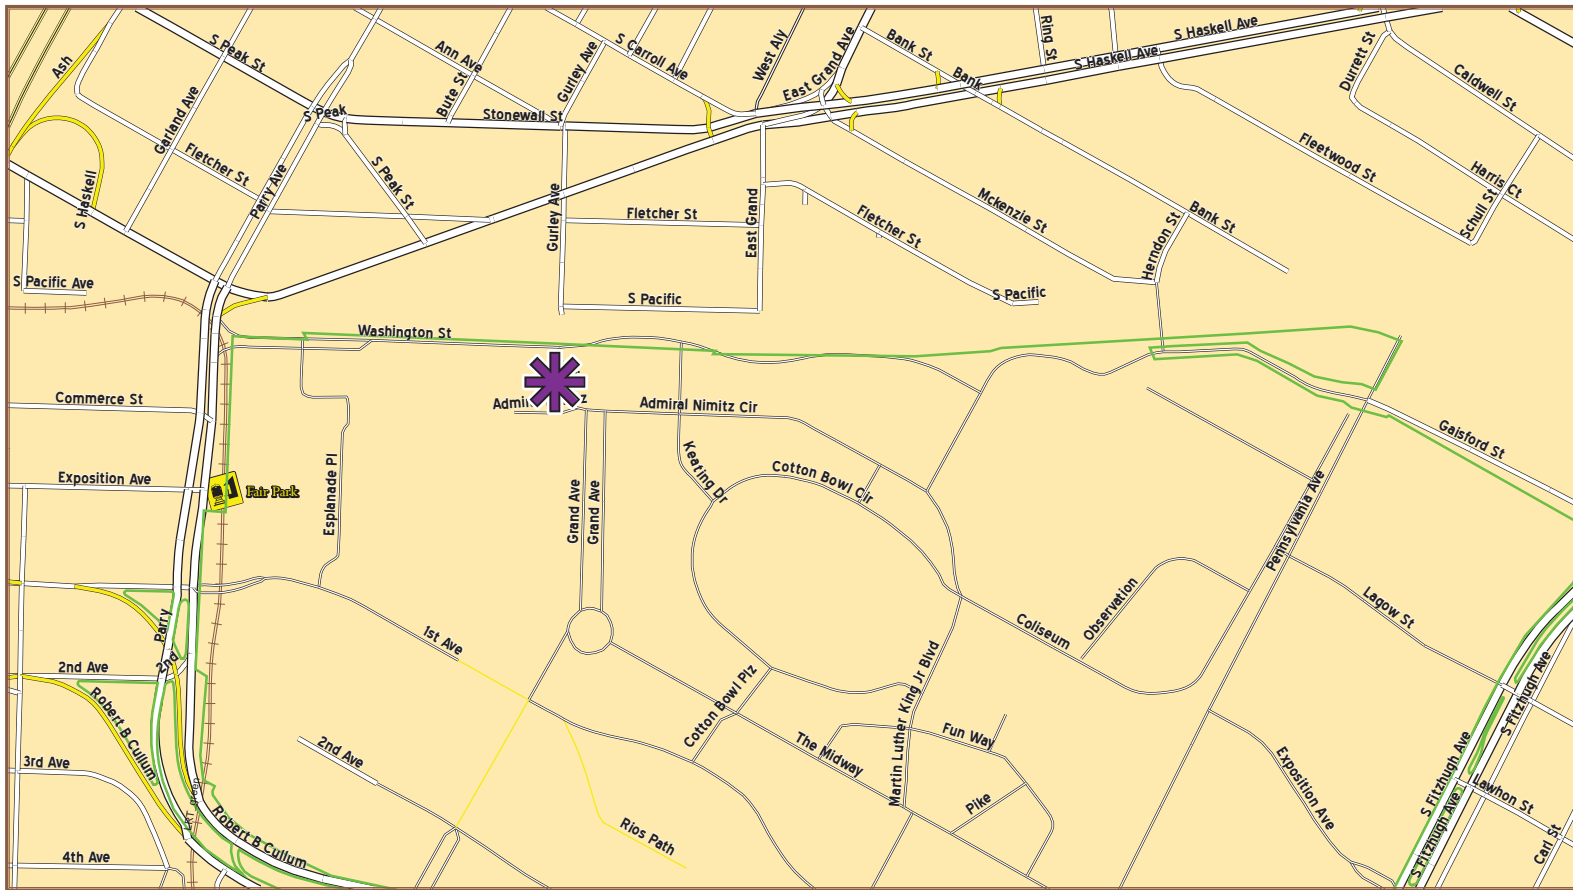 Ash
S Peak St
Ann Ave
Bute St
Gurley Ave
S Carroll Ave
West Aly
East Grand Ave
Bank St
Bank
Ring St
S Haskell Ave
S Haskell Ave
Durrett St
Caldwell St
Garland Ave
S Peak
Stonewall St
Fletcher St
Parry Ave
S Peak St
S Haskell
Gurley Ave
Fletcher St
East Grand
Fletcher St
Mckenzie St
Herndon St
Bank St
Fleetwood St
Harris Ct
Schull St
S Pacific Ave
S Pacific
S Pacific
Washington St
Commerce St
Admiral Nimitz Cir
Keating Dr
Cotton Bowl Cir
Gaisford St
Exposition Ave
Fair Park
Esplanade Pl
Grand Ave
Grand Ave
Pennsylvania Ave
Parry
2nd
2nd Ave
1st Ave
Observation
Coliseum
Lagow St
Robert B Cullum
Cotton Bowl Plz
Martin Luther King Jr Blvd
Fun Way
The Midway
Pike
2nd Ave
3rd Ave
Exposition Ave
S Fitzhugh Ave
S Fitzhugh Ave
S Fitzhugh Ave
Lawhon St
Carl St
Robert B Cullum
Rios Path
4th Ave